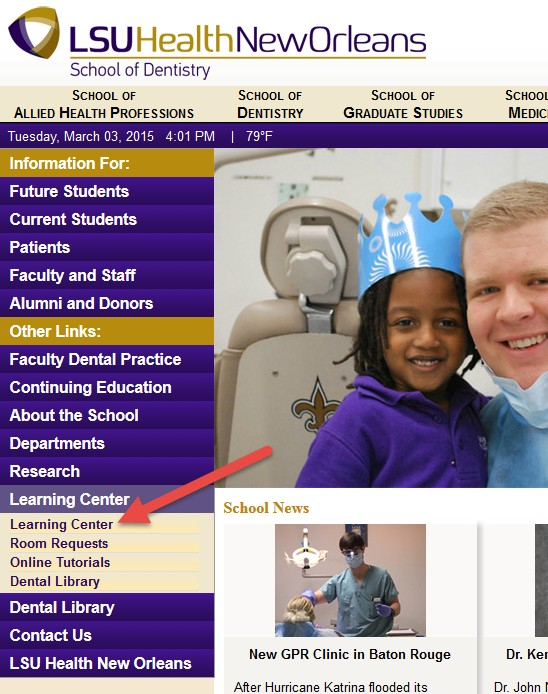 LSUHealthNewOrleans
School of Dentistry
SCHOOL OF
ALLIED HEALTH PROFESSIONS
SCHOOL OF
DENTISTRY
SCHOOL OF
GRADUATE STUDIES
SCHOOL
MEDIC
Tuesday, March 03, 2015 4:01 PM | 79°F
Information For:
Future Students
Current Students
Patients
Faculty and Staff
Alumni and Donors
Other Links:
Faculty Dental Practice
Continuing Education
About the School
Departments
Research
Learning Center
Learning Center
Room Requests
Online Tutorials
Dental Library
Dental Library
Contact Us
LSU Health New Orleans
School News
New GPR Clinic in Baton Rouge
After Hurricane Katrina flooded its
Dr. Ker
Dr. John